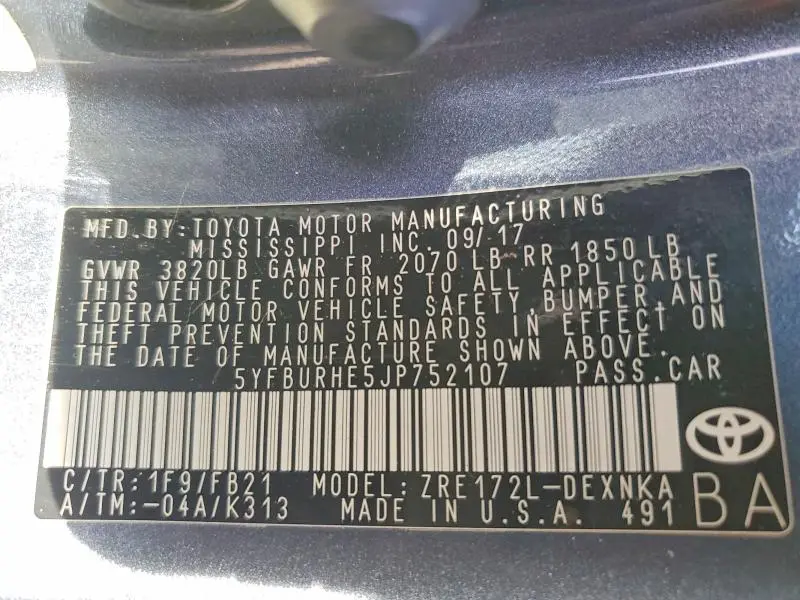 MFD.BY:TOYOTA MOTOR MANUFACTURING
MISSISSIPPI INC. 09/17
GVWR 3820LB GAWR FR 2070 LB RR 1850 LB
THIS VEHICLE CONFORMS TO ALL APPLICABLE
FEDERAL MOTOR VEHICLE SAFETY,BUMPER,AND
THEFT PREVENTION STANDARDS IN EFFECT ON
THE DATE OF MANUFACTURE SHOWN ABOVE.
5YFBURHE5JP752107 PASS.CAR
C/TR:1F9/FB21 MODEL:ZRE172L-DEXNKA
A/TM:-04A/K313 MADE IN U.S.A. 491
BA